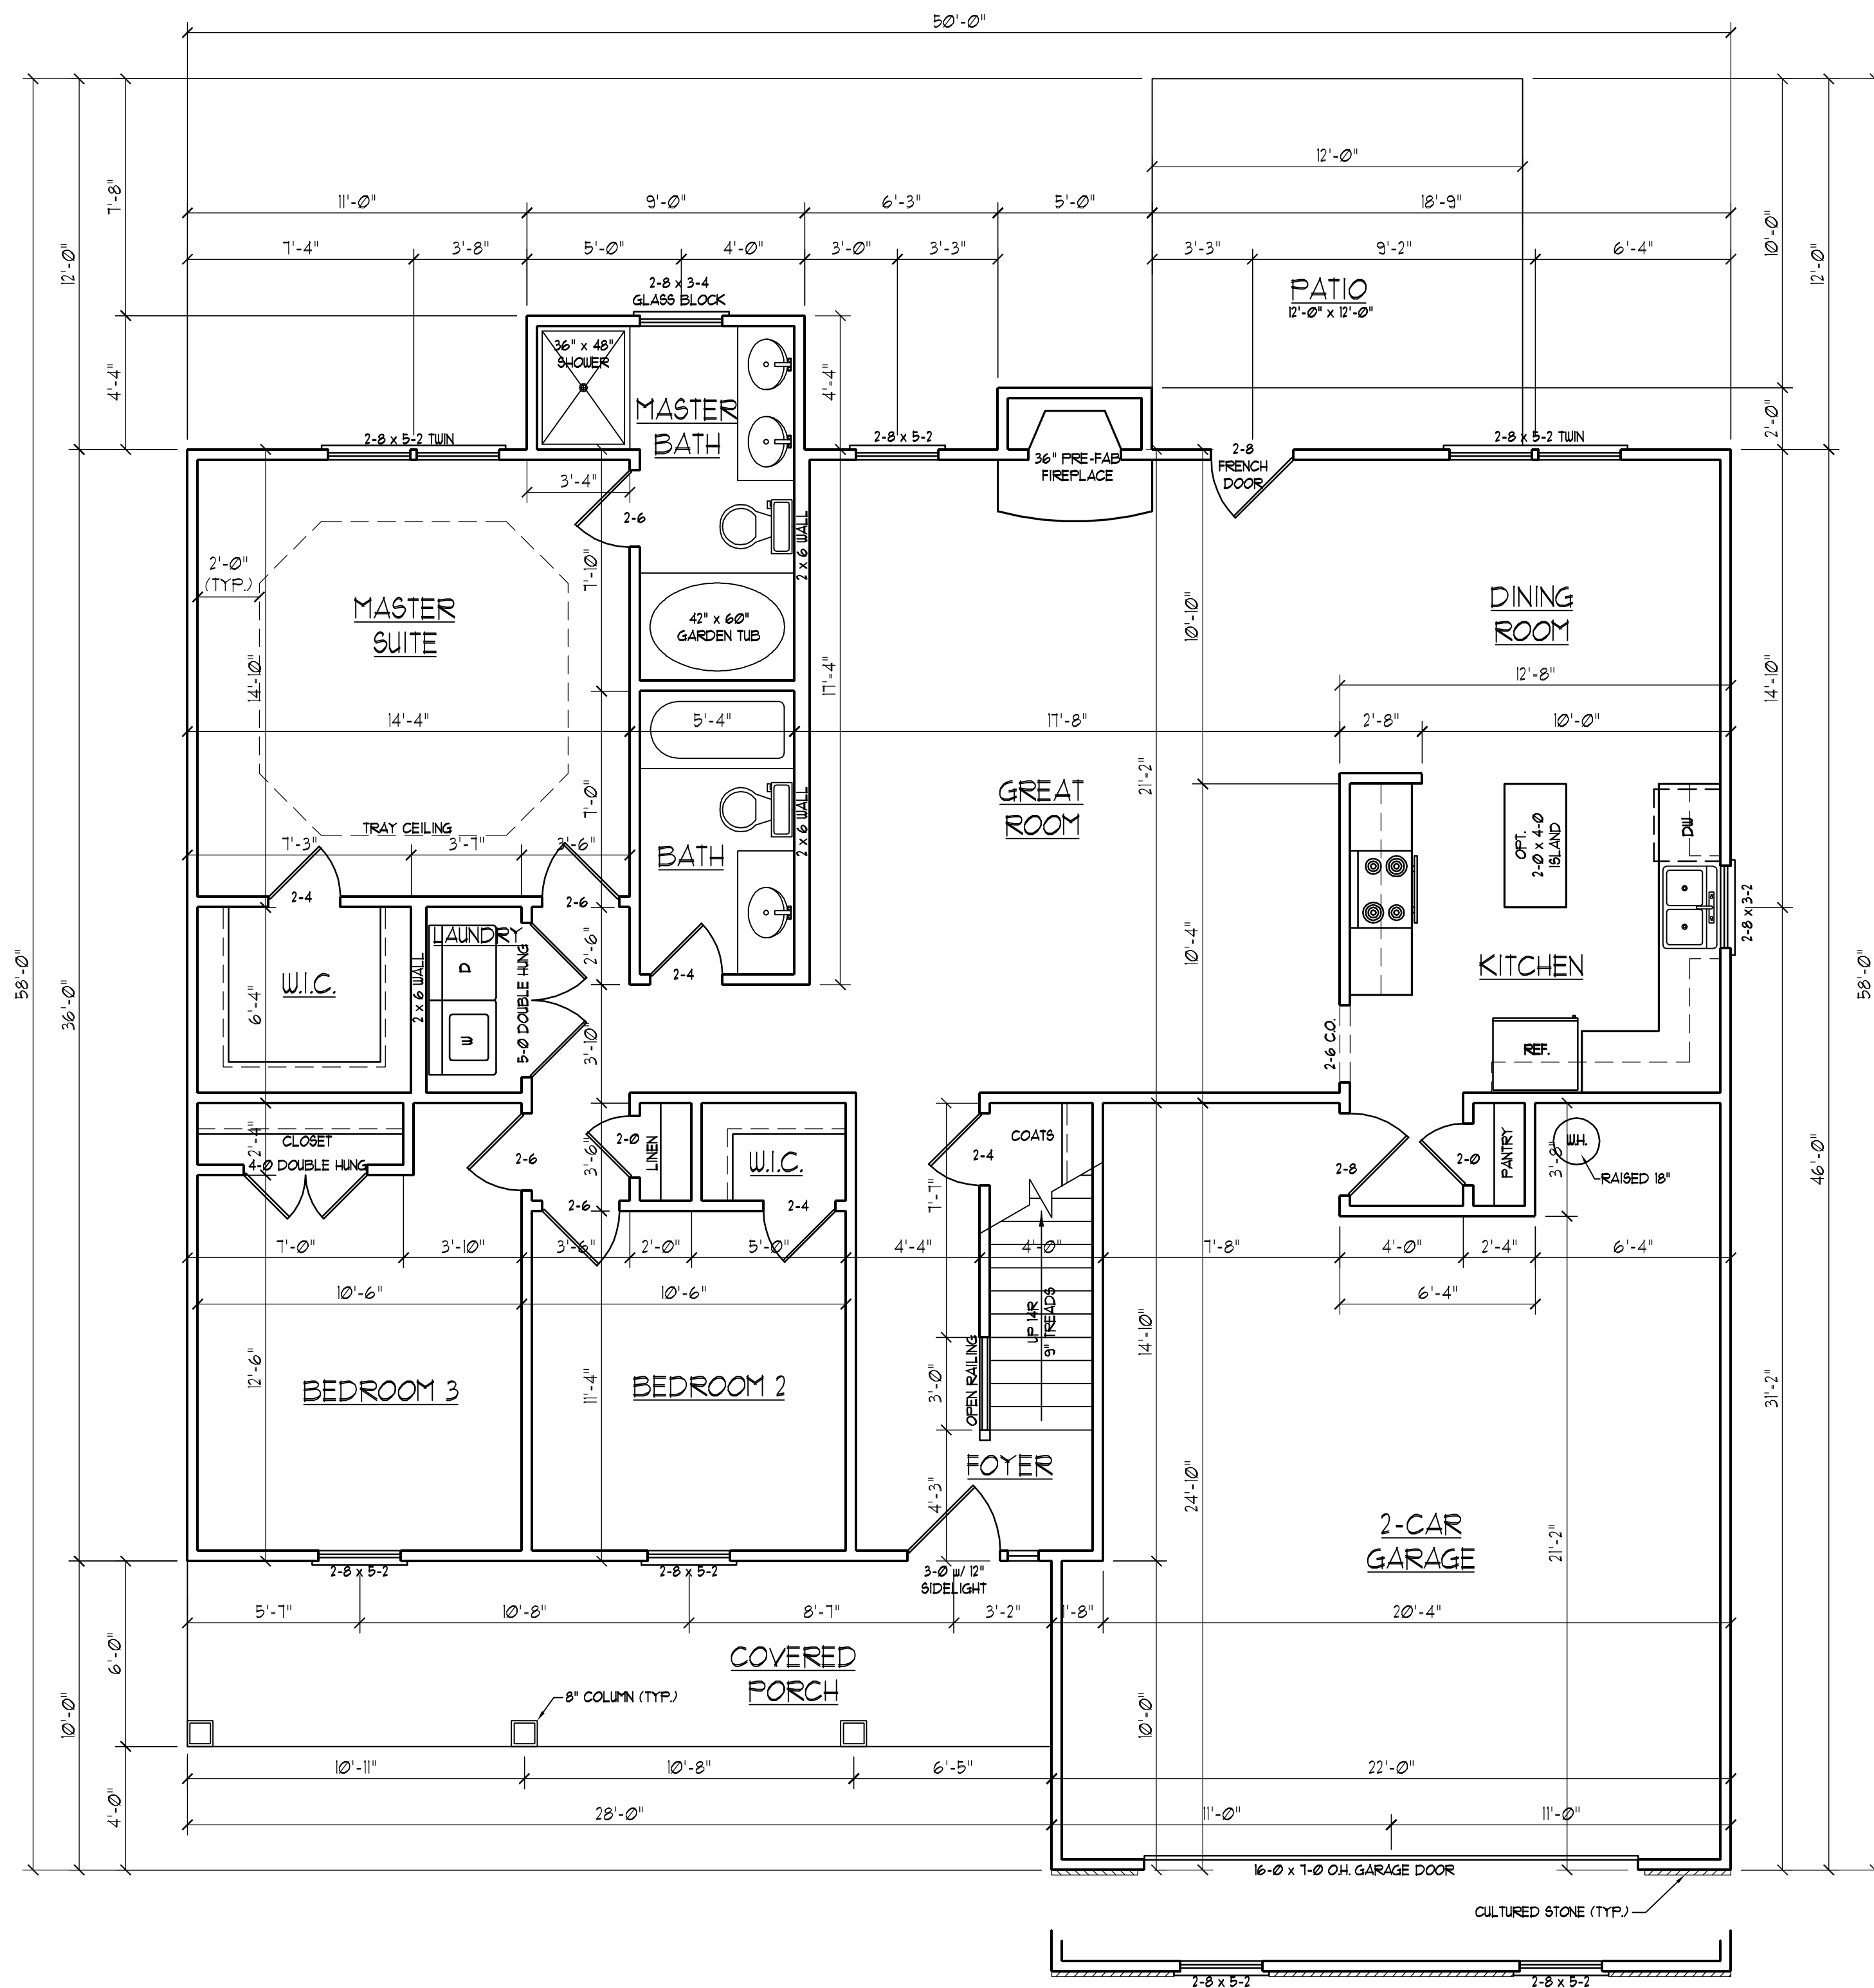 50'-0"
12'-0"
11'-0" 9'-0" 6'-3" 5'-0" 18'-9"
7'-4" 3'-8" 5'-0" 4'-0" 3'-0" 3'-3" 3'-3" 9'-2" 6'-4"
7'-8"
12'-0"
4'-4"
10'-0"
12'-0"
2'-0"
PATIO
12'-0" x 12'-0"
2-8 x 3-4
GLASS BLOCK
36" x 48"
SHOWER
MASTER
BATH
4'-4"
2-8 x 5-2 TWIN
2-8 x 5-2
36" PRE-FAB
FIREPLACE
2-8
FRENCH
DOOR
2-8 x 5-2 TWIN
3'-4"
2-6
2 x 6 WALL
2'-0"
(TYP.)
7'-10"
MASTER
SUITE
14'-10"
42" x 60"
GARDEN TUB
17'-4"
10'-10"
DINING
ROOM
12'-8"
14'-10"
14'-4" 5'-4" 17'-8" 2'-8" 10'-0"
21'-2"
7'-0"
GREAT
ROOM
2 x 6 WALL
TRAY CEILING
7'-3" 3'-7" 3'-6"
BATH
OPT.
2-0 x 4-0
ISLAND
DW
2-8 x 3-2
2-4
2-6
LAUNDRY
D
W
2 x 6 WALL
5-0 DOUBLE HUNG
2'-6"
2-4
W.I.C.
6'-4"
10'-4"
KITCHEN
58'-0"
36'-0"
58'-0"
3'-10"
2-6 C.O.
REF.
CLOSET
4-0 DOUBLE HUNG
2'-4"
2-6
2-0
LINEN
3'-6"
W.I.C.
2-6
2-4
COATS
2-4
7'-7"
2-8
2-0
PANTRY
3'-8"
W.H.
RAISED 18"
46'-0"
7'-0" 3'-10" 3'-6" 2'-0" 5'-0" 4'-4" 4'-0" 7'-8" 4'-0" 2'-4" 6'-4"
10'-6" 10'-6" 6'-4"
UP 14R
9" TREADS
14'-10"
12'-6"
11'-4"
3'-0"
OPEN RAILING
31'-2"
BEDROOM 3
BEDROOM 2
FOYER
4'-3"
24'-10"
2-CAR
GARAGE
21'-2"
2-8 x 5-2
2-8 x 5-2
3-0 w/ 12"
SIDELIGHT
5'-7" 10'-8" 8'-7" 3'-2" 1'-8" 20'-4"
6'-0"
10'-0"
COVERED
PORCH
8" COLUMN (TYP.)
10'-0"
10'-11" 10'-8" 6'-5" 22'-0"
4'-0"
28'-0" 11'-0" 11'-0"
16-0 x 7-0 O.H. GARAGE DOOR
CULTURED STONE (TYP.)
2-8 x 5-2
2-8 x 5-2